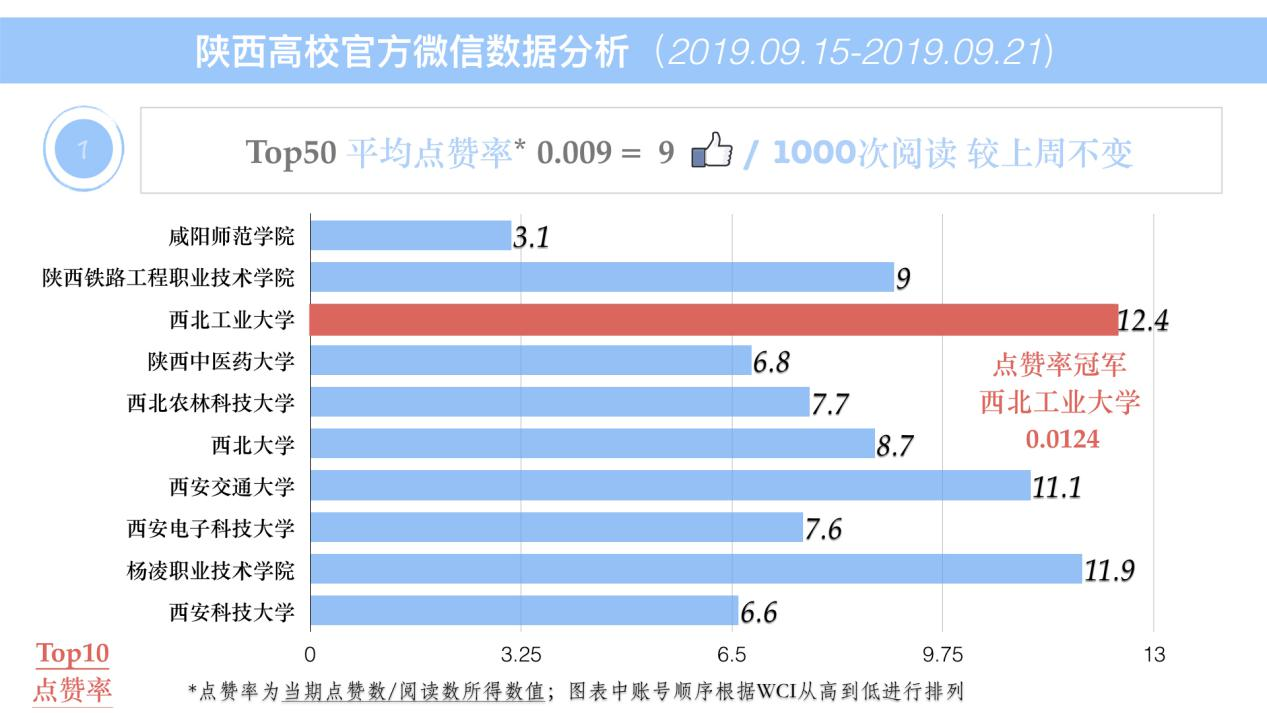 陕西高校官方微信数据分析（2019.09.15-2019.09.21）
1
Top50 平均点赞率* 0.009 = 9 / 1000次阅读 较上周不变
咸阳师范学院 3.1
陕西铁路工程职业技术学院 9
西北工业大学 12.4
陕西中医药大学 6.8
西北农林科技大学 7.7
西北大学 8.7
西安交通大学 11.1
西安电子科技大学 7.6
杨凌职业技术学院 11.9
西安科技大学 6.6
点赞率冠军
西北工业大学
0.0124
0 3.25 6.5 9.75 13
Top10
点赞率
*点赞率为当期点赞数/阅读数所得数值；图表中账号顺序根据WCI从高到低进行排列